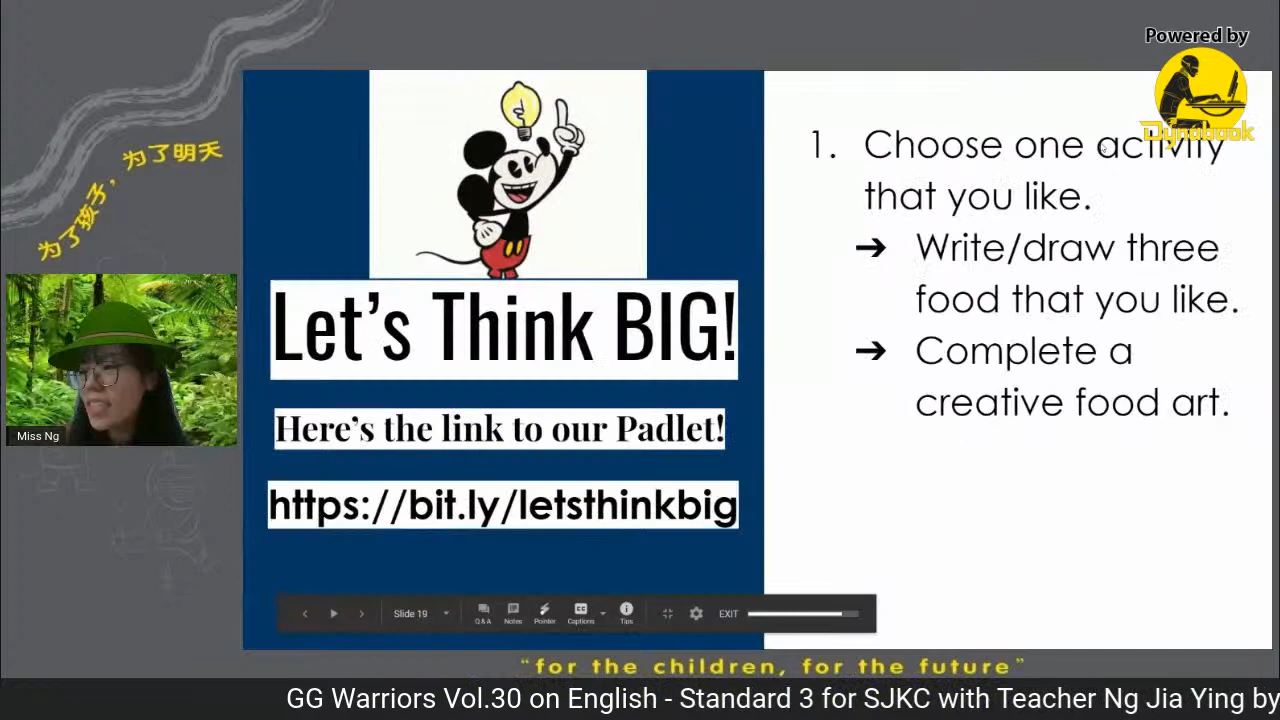 Powered by
Dynabook
为了孩子，为了明天
Let’s Think BIG!
Here’s the link to our Padlet!
https://bit.ly/letsthinkbig
1. Choose one activity
that you like.
➔ Write/draw three
food that you like.
➔ Complete a
creative food art.
Miss Ng
Slide 19
Q & A
Notes
Pointer
CC
Captions
Tips
EXIT
“for the children, for the future”
GG Warriors Vol.30 on English - Standard 3 for SJKC with Teacher Ng Jia Ying by